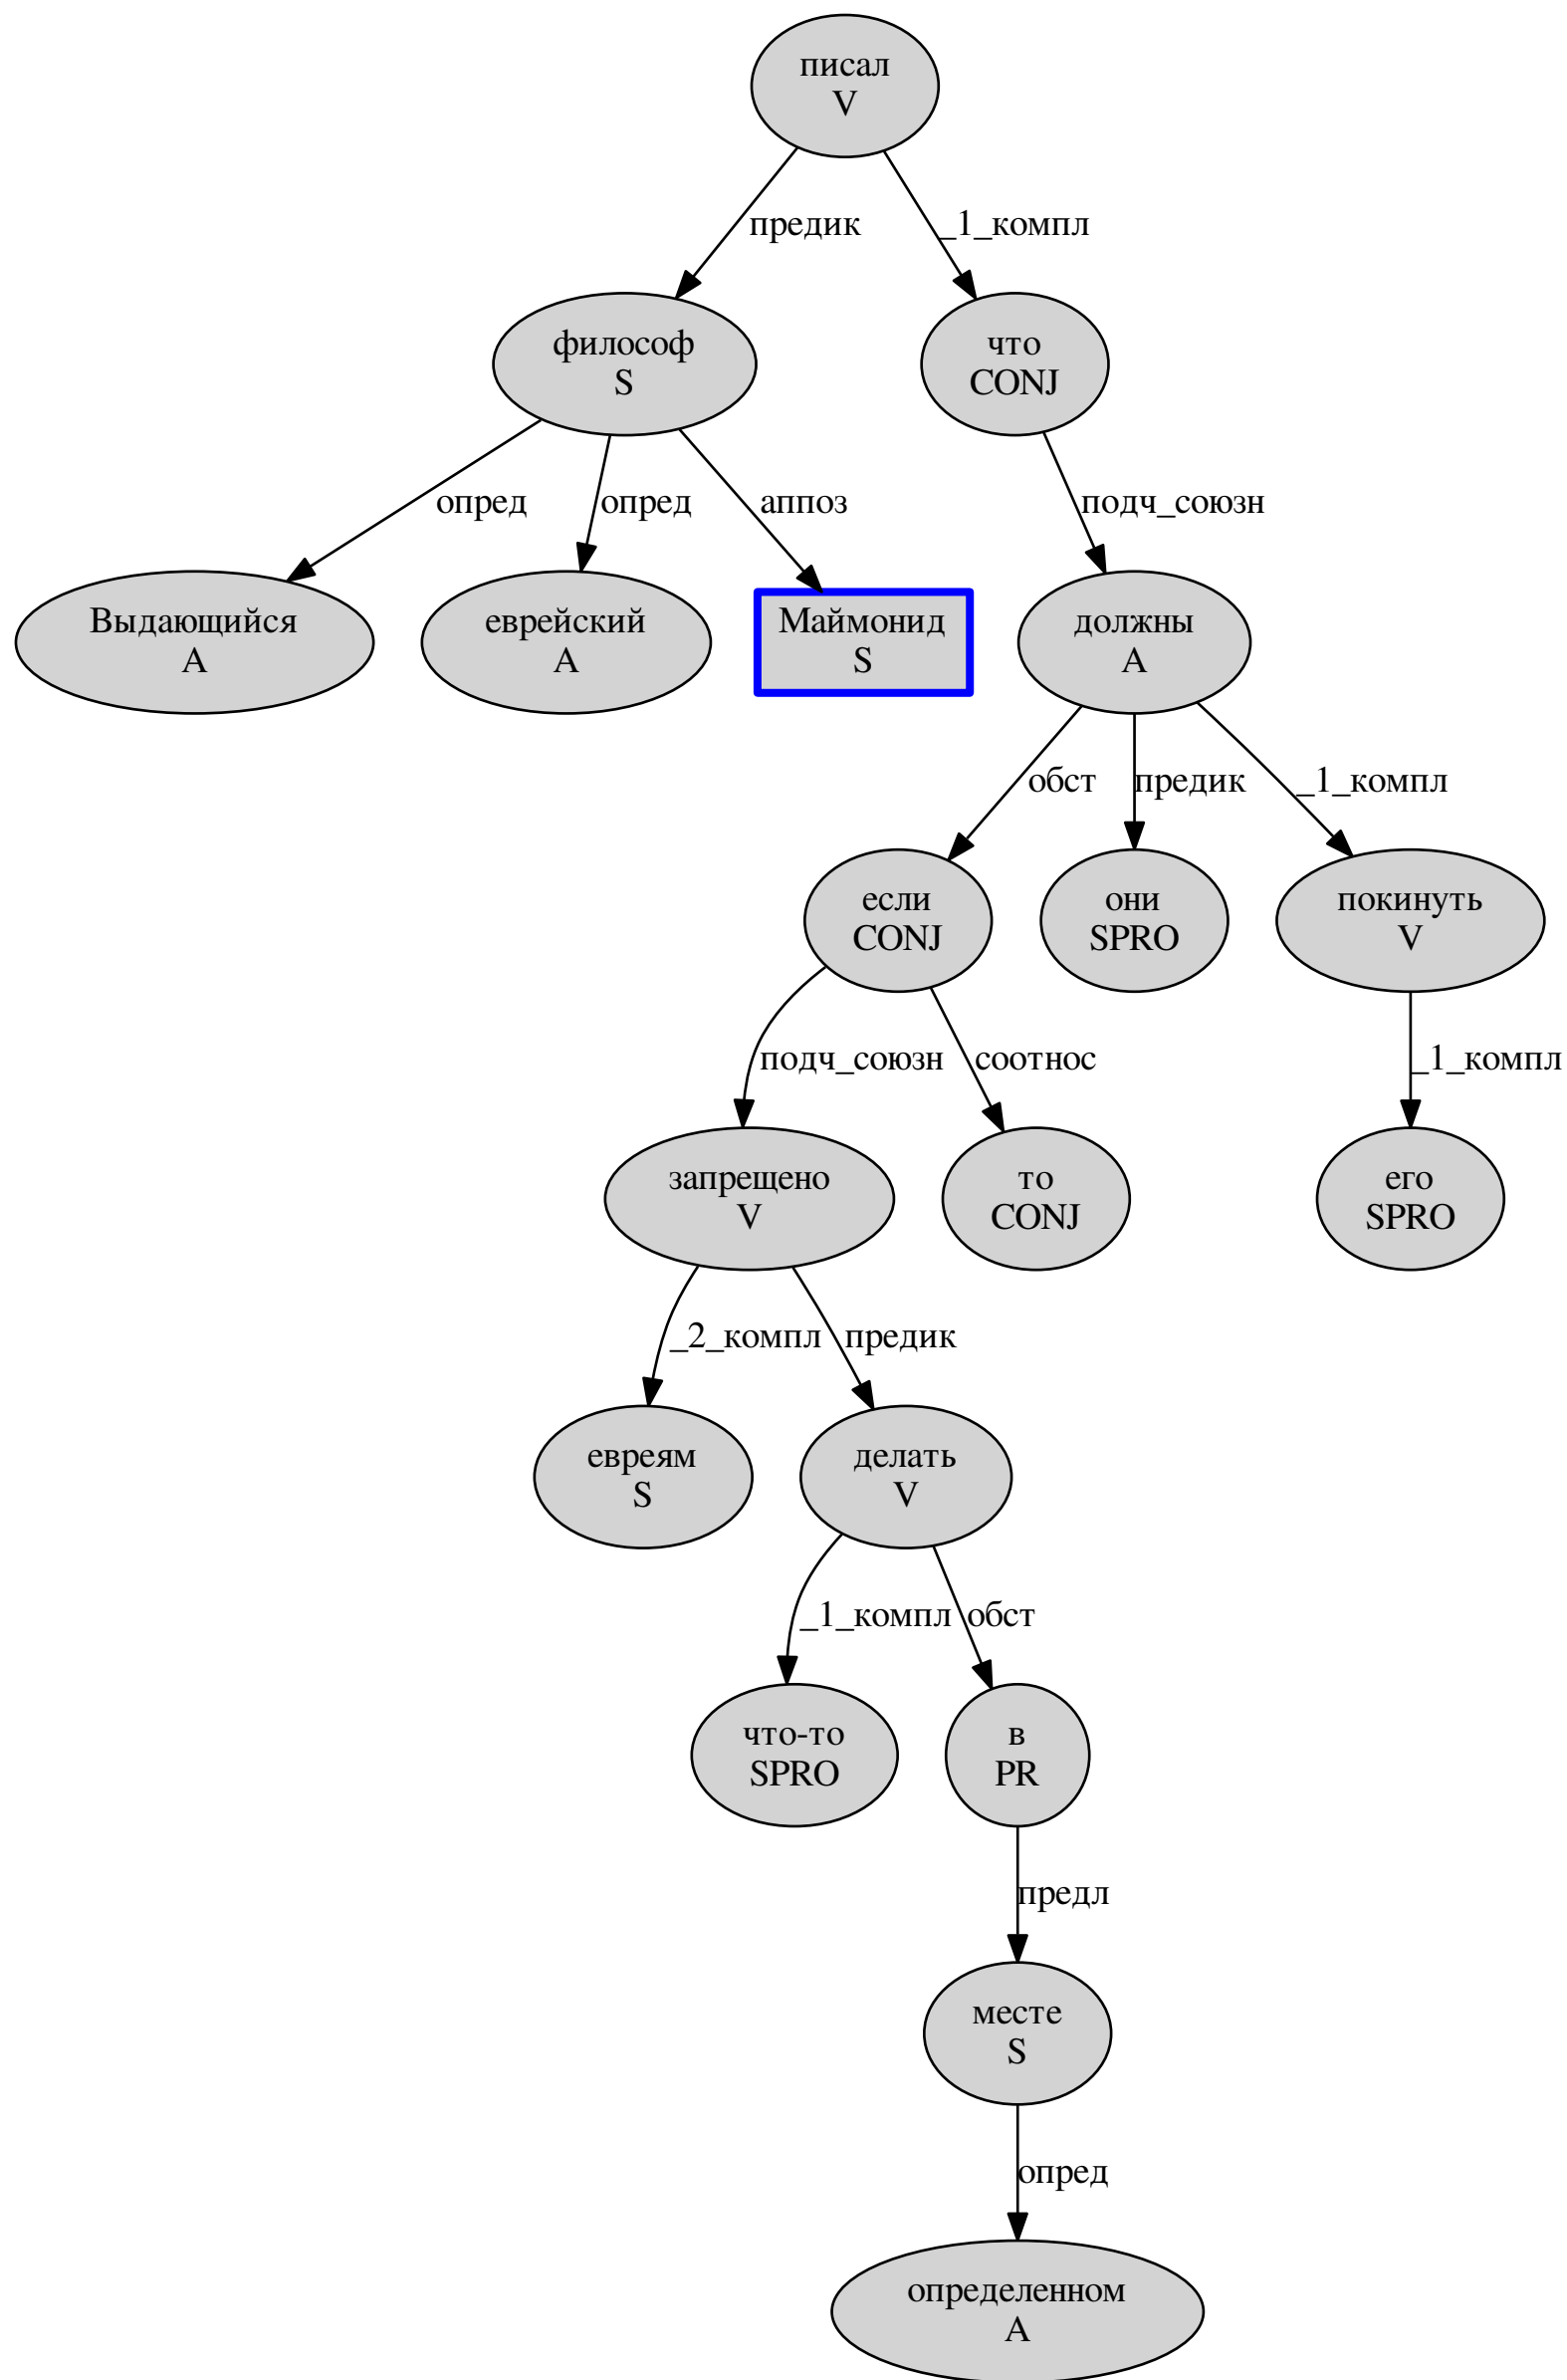 писал
V
предик
_1_компл
философ
S
что
CONJ
опред
опред
аппоз
подч_союзн
Выдающийся
A
еврейский
A
Маймонид
S
должны
A
обст
предик
_1_компл
если
CONJ
они
SPRO
покинуть
V
подч_союзн
соотнос
_1_компл
запрещено
V
то
CONJ
его
SPRO
_2_компл
предик
евреям
S
делать
V
_1_компл
обст
что-то
SPRO
в
PR
предл
месте
S
опред
определенном
A